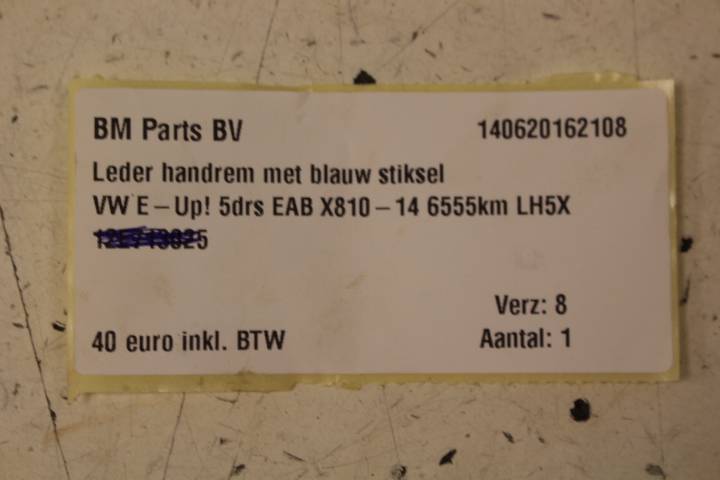 BM Parts BV 140620162108
Leder handrem met blauw stiksel
VW E-Up! 5drs EAB X810-14 6555km LH5X
Verz: 8
40 euro inkl. BTW Aantal: 1